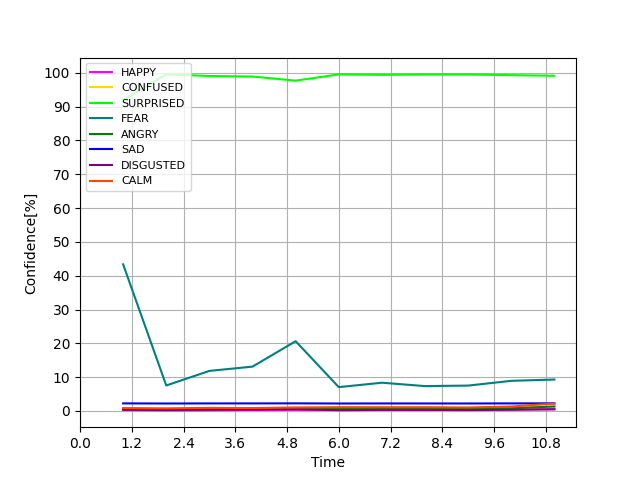 100
90
80
70
60
50
40
30
20
10
0
Confidence[%]
HAPPY
CONFUSED
SURPRISED
FEAR
ANGRY
SAD
DISGUSTED
CALM
0.0 1.2 2.4 3.6 4.8 6.0 7.2 8.4 9.6 10.8
Time